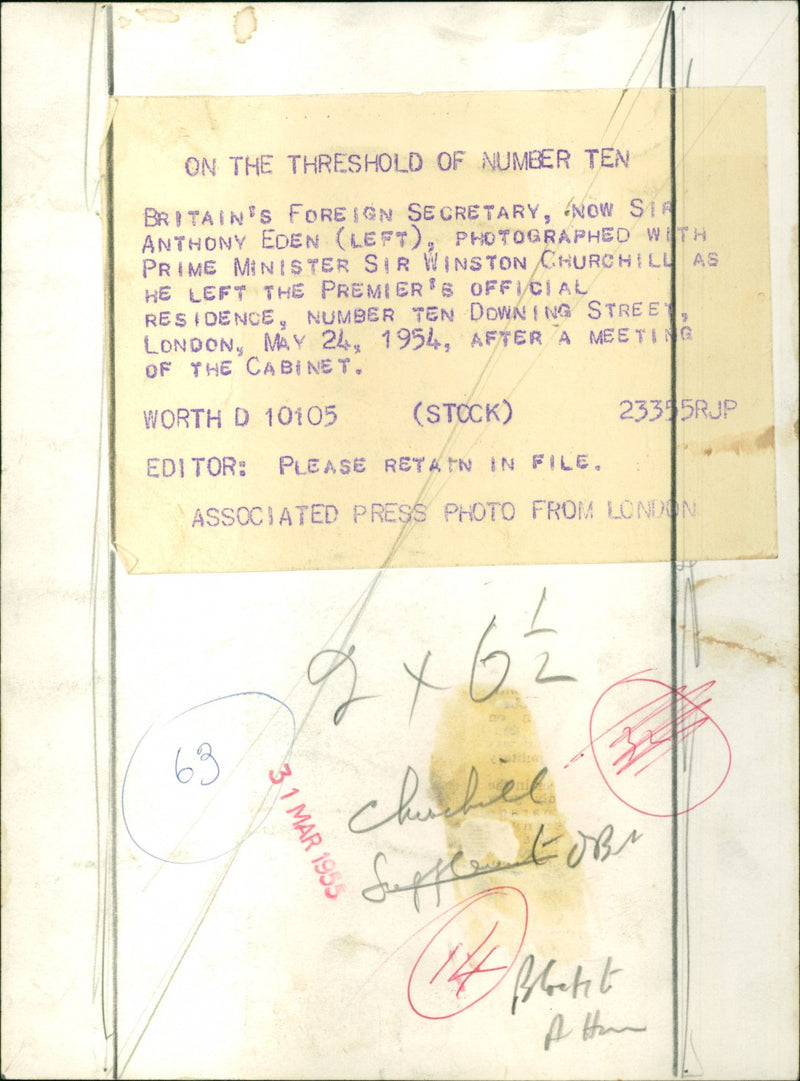 ON THE THRESHOLD OF NUMBER TEN
BRITAIN'S FOREIGN SECRETARY, NOW SIR
ANTHONY EDEN (LEFT), PHOTOGRAPHED WITH
PRIME MINISTER SIR WINSTON CHURCHILL AS
HE LEFT THE PREMIER'S OFFICIAL
RESIDENCE, NUMBER TEN DOWNING STREET,
LONDON, MAY 24, 1954, AFTER A MEETING
OF THE CABINET.
WORTH D 10105 (STOCK) 23355RJP
EDITOR: PLEASE RETAIN IN FILE.
ASSOCIATED PRESS PHOTO FROM LONDON
2 x 6 1/2
63
32
31 MAR 1955
Churchill
Supplement
14